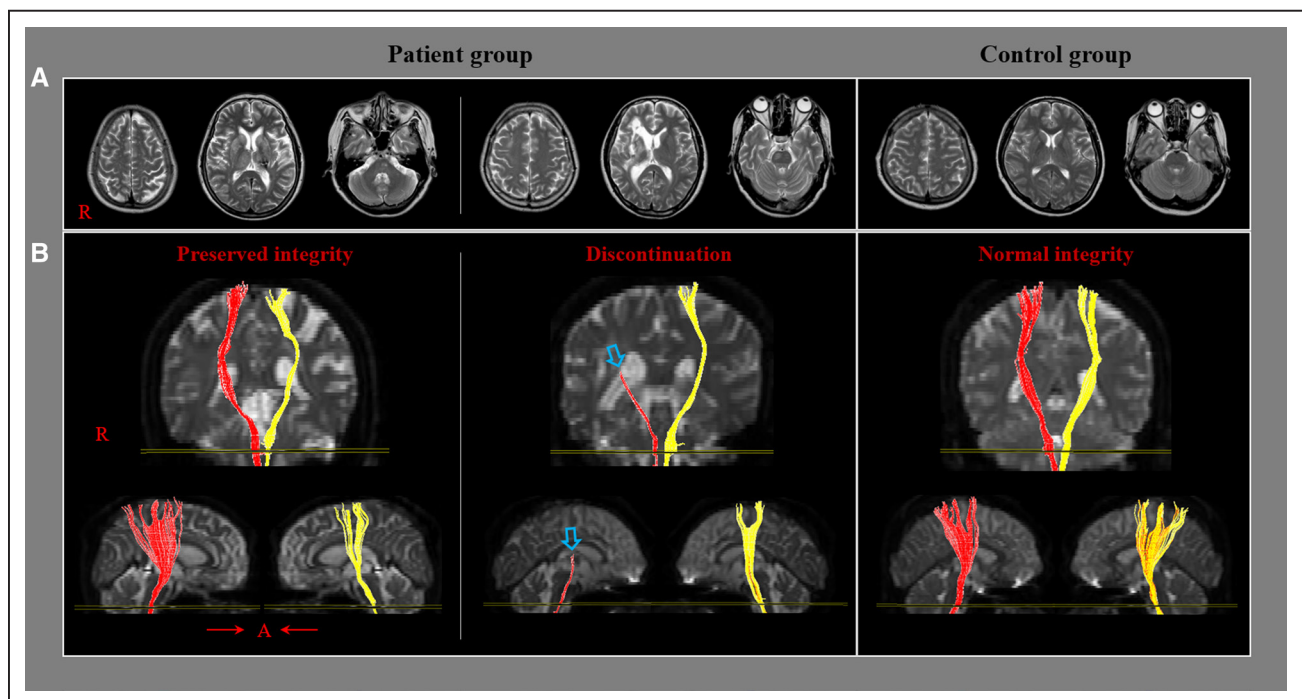 Patient group
Control group
A
R
B
Preserved integrity
Discontinuation
Normal integrity
R
A